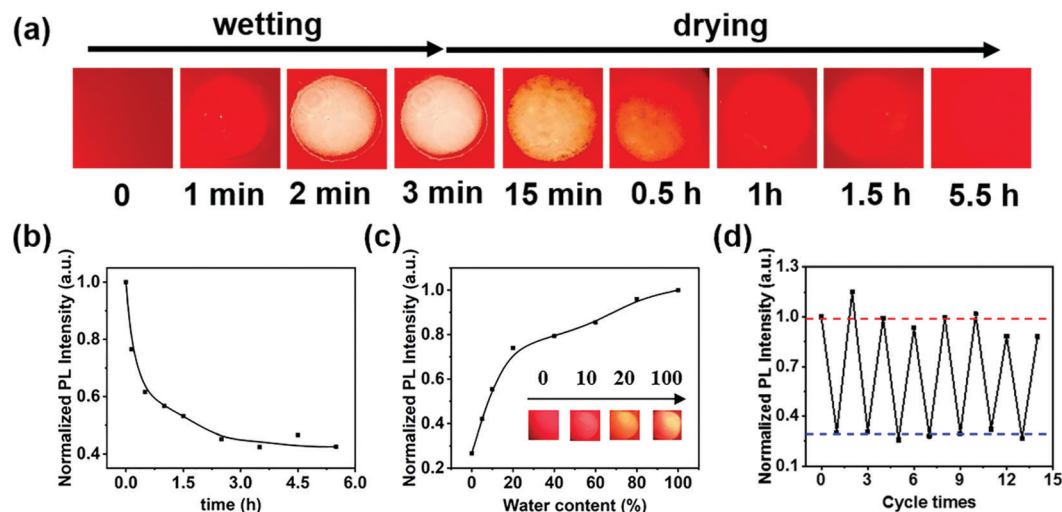 (a)
wetting drying
0 1 min 2 min 3 min 15 min 0.5 h 1h 1.5 h 5.5 h
(b)
Normalized PL Intensity (a.u.)
1.0
0.8
0.6
0.4
0.0 1.5 3.0 4.5 6.0
time (h)
(c)
Normalized PL Intensity (a.u.)
1.0
0.8
0.6
0.4
0.2
0 10 20 100
0 20 40 60 80 100
Water content (%)
(d)
Normalized PL Intensity (a.u.)
1.3
1.0
0.7
0.4
0.1
0 3 6 9 12 15
Cycle times